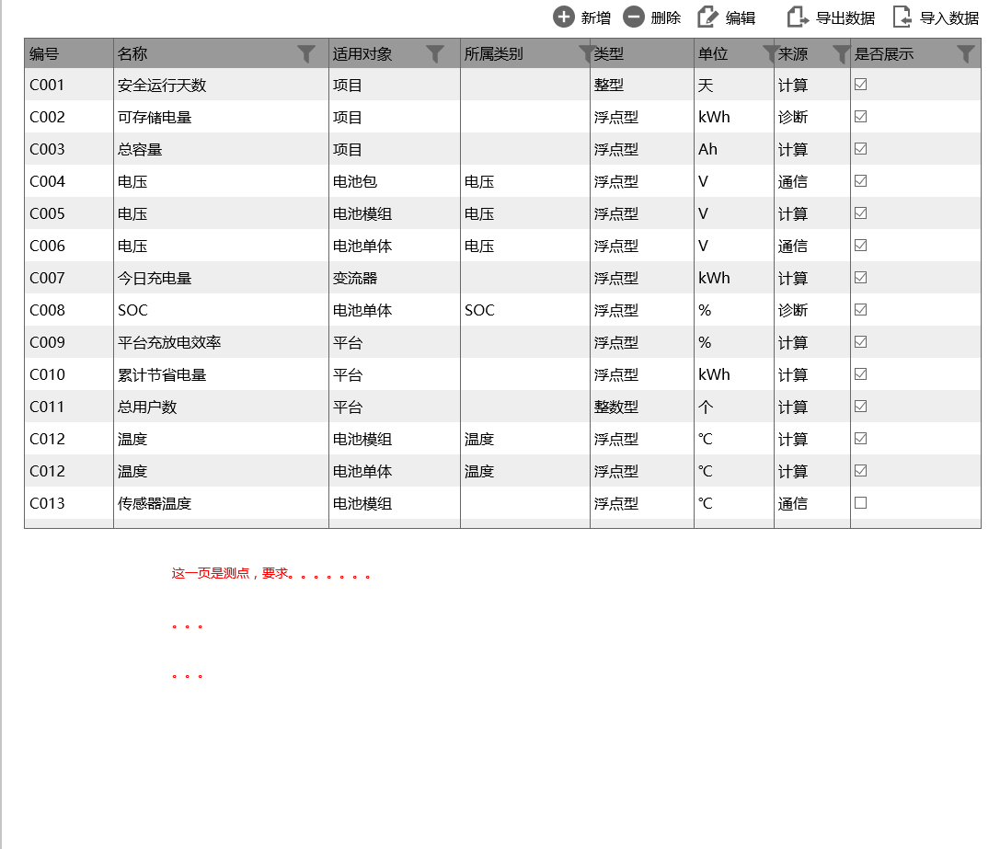 新增 删除 编辑 导出数据 导入数据
编号 名称 适用对象 所属类别 类型 单位 来源 是否展示
C001 安全运行天数 项目 整型 天 计算
C002 可存储电量 项目 浮点型 kWh 诊断
C003 总容量 项目 浮点型 Ah 计算
C004 电压 电池包 电压 浮点型 V 通信
C005 电压 电池模组 电压 浮点型 V 计算
C006 电压 电池单体 电压 浮点型 V 通信
C007 今日充电量 变流器 浮点型 kWh 计算
C008 SOC 电池单体 SOC 浮点型 % 诊断
C009 平台充放电效率 平台 浮点型 % 计算
C010 累计节省电量 平台 浮点型 kWh 计算
C011 总用户数 平台 整数型 个 计算
C012 温度 电池模组 温度 浮点型 ℃ 计算
C012 温度 电池单体 温度 浮点型 ℃ 计算
C013 传感器温度 电池模组 浮点型 ℃ 通信
这一页是测点，要求。。。。。。。
。。。
。。。